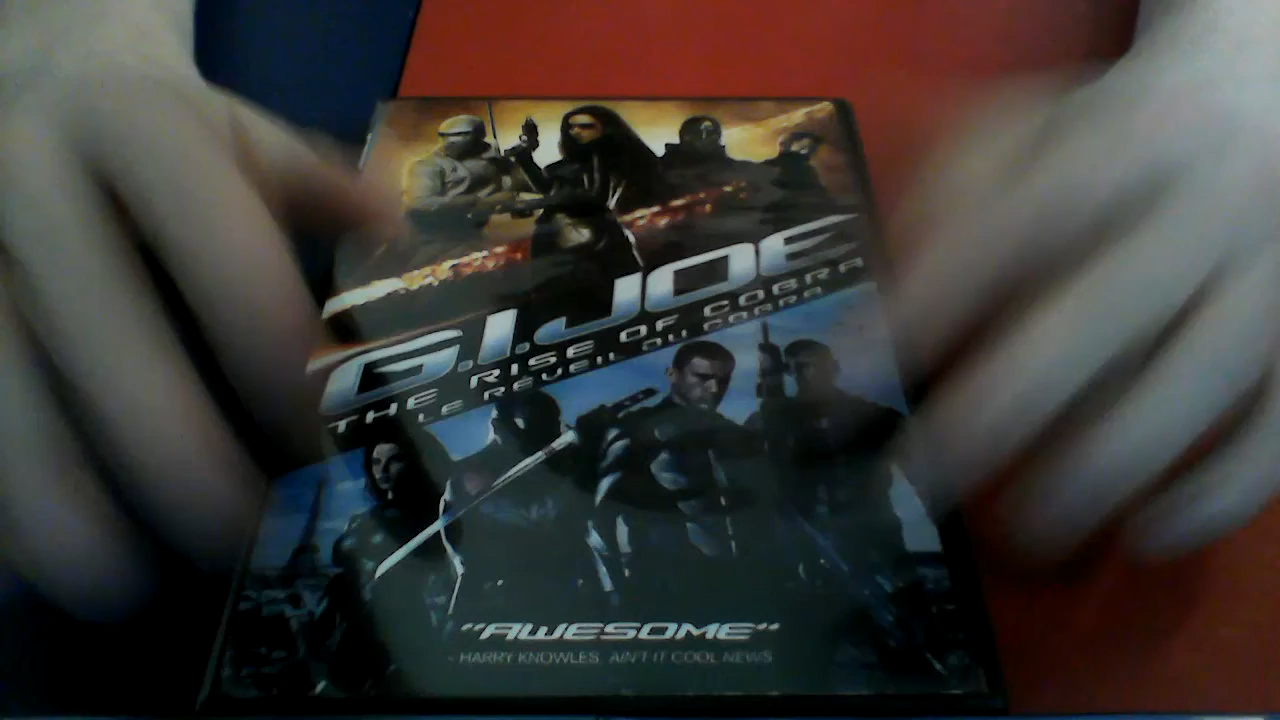 G.I.JOE
THE RISE OF COBRA
LE RÉVEIL DU COBRA
"AWESOME"
- HARRY KNOWLES, AIN'T IT COOL NEWS